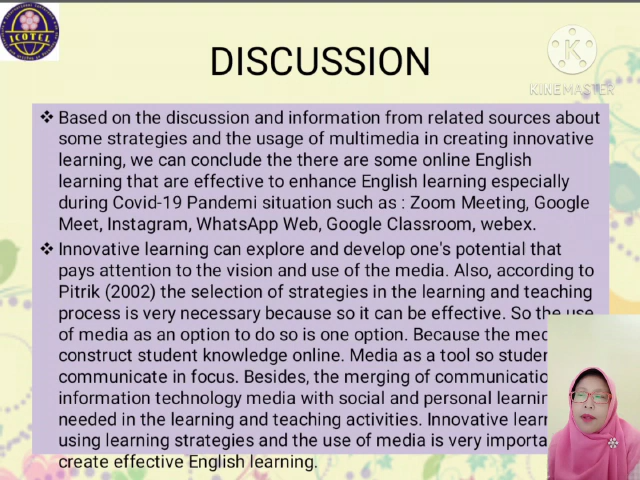 ICOTEL
KINEMASTER
DISCUSSION
❖ Based on the discussion and information from related sources about
some strategies and the usage of multimedia in creating innovative
learning, we can conclude the there are some online English
learning that are effective to enhance English learning especially
during Covid-19 Pandemi situation such as : Zoom Meeting, Google
Meet, Instagram, WhatsApp Web, Google Classroom, webex.
❖ Innovative learning can explore and develop one's potential that
pays attention to the vision and use of the media. Also, according to
Pitrik (2002) the selection of strategies in the learning and teaching
process is very necessary because so it can be effective. So the use
of media as an option to do so is one option. Because the
construct student knowledge online. Media as a tool so
communicate in focus. Besides, the merging of
information technology media with social and personal
needed in the learning and teaching activities. Innovative
using learning strategies and the use of media is very
create effective English learning.